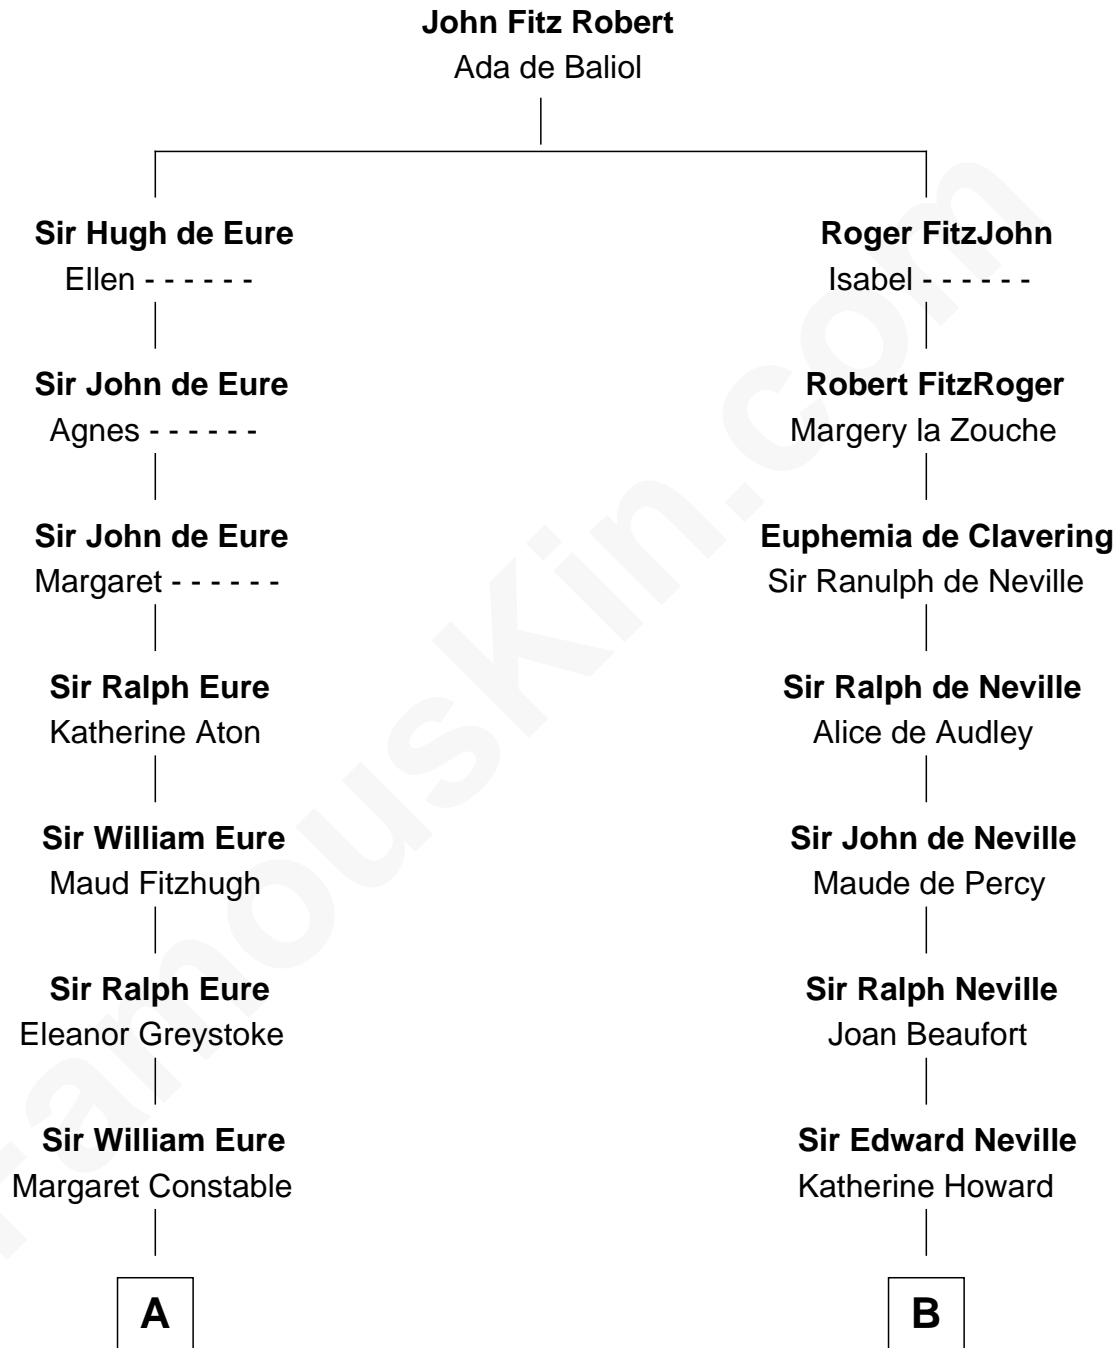 John Fitz Robert
Ada de Baliol
Sir Hugh de Eure
Ellen - - - - - -
Roger FitzJohn
Isabel - - - - - -
Sir John de Eure
Agnes - - - - - -
Robert FitzRoger
Margery la Zouche
Sir John de Eure
Margaret - - - - - -
Euphemia de Clavering
Sir Ranulph de Neville
Sir Ralph Eure
Katherine Aton
Sir Ralph de Neville
Alice de Audley
Sir William Eure
Maud Fitzhugh
Sir John de Neville
Maude de Percy
Sir Ralph Eure
Eleanor Greystoke
Sir Ralph Neville
Joan Beaufort
Sir William Eure
Margaret Constable
Sir Edward Neville
Katherine Howard
A
B
FamousKin.com